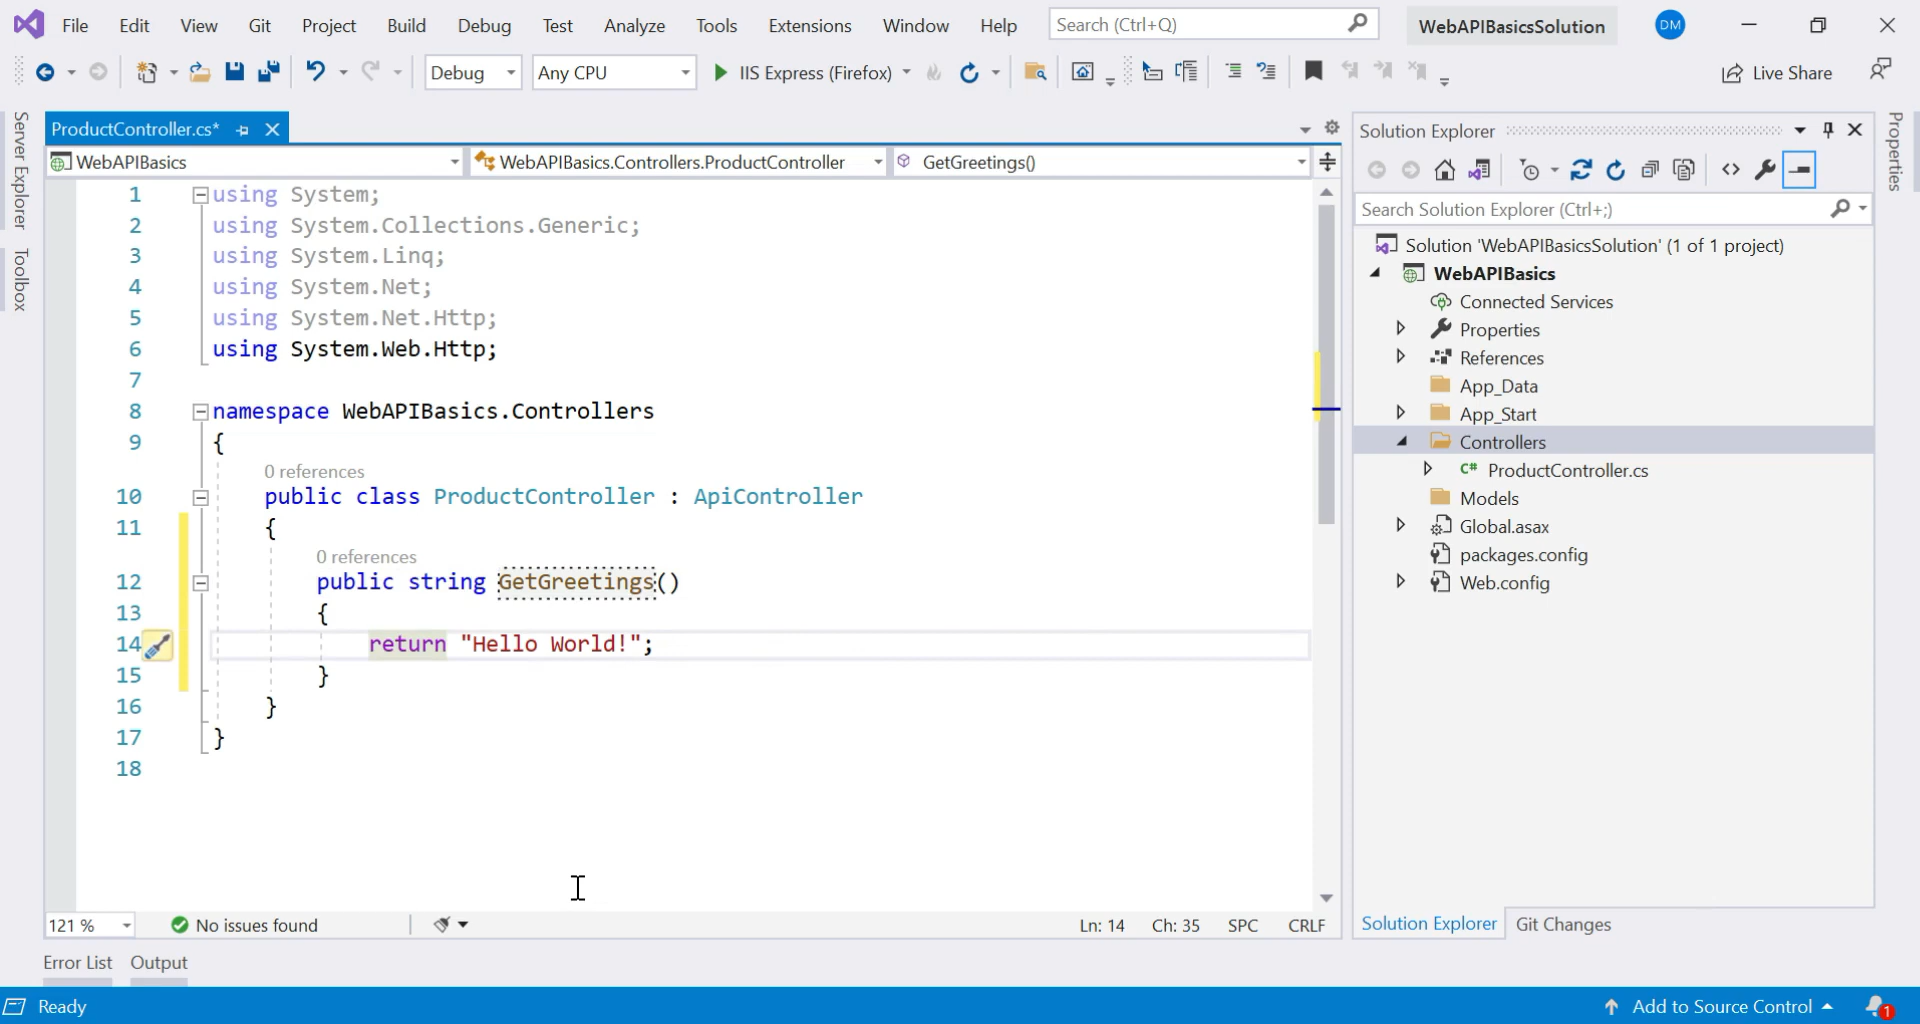 File Edit View Git Project Build Debug Test Analyze Tools Extensions Window Help Search (Ctrl+Q) WebAPIBasicsSolution DM
Debug Any CPU IIS Express (Firefox) Live Share
Server Explorer
Toolbox
ProductController.cs*
WebAPIBasics WebAPIBasics.Controllers.ProductController GetGreetings()
1 using System;
2 using System.Collections.Generic;
3 using System.Linq;
4 using System.Net;
5 using System.Net.Http;
6 using System.Web.Http;
7
8 namespace WebAPIBasics.Controllers
9 {
0 references
10 public class ProductController : ApiController
11 {
0 references
12 public string GetGreetings()
13 {
14 return "Hello World!";
15 }
16 }
17 }
18
121 % No issues found Ln: 14 Ch: 35 SPC CRLF
Solution Explorer
Search Solution Explorer (Ctrl+;)
Solution 'WebAPIBasicsSolution' (1 of 1 project)
WebAPIBasics
Connected Services
Properties
References
App_Data
App_Start
Controllers
C# ProductController.cs
Models
Global.asax
packages.config
Web.config
Solution Explorer Git Changes
Properties
Error List Output
Ready Add to Source Control 1